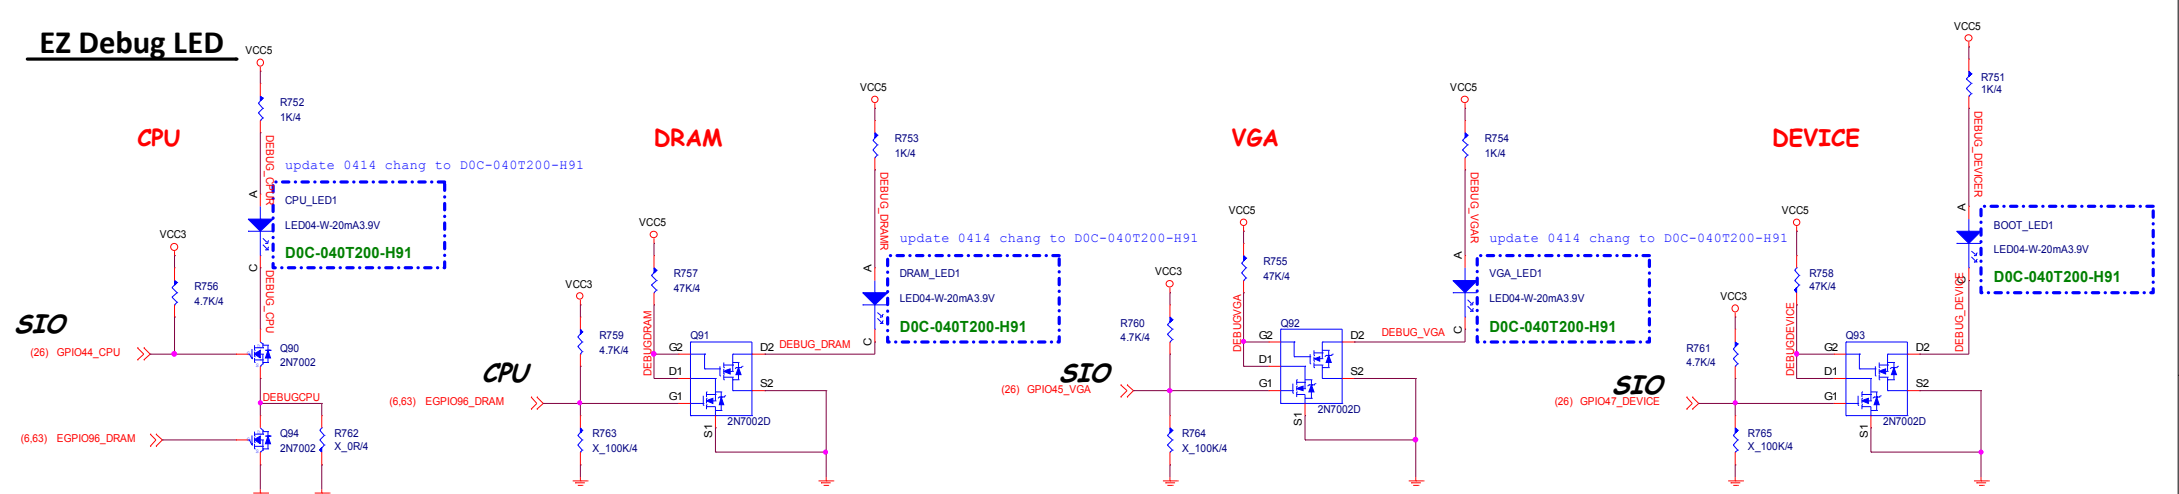 EZ Debug LED
VCC5
R752
1K/4
CPU
DEBUG_CPUR
update 0414 chang to D0C-040T200-H91
A
CPU_LED1
LED04-W-20mA3.9V
D0C-040T200-H91
C
DEBUG_CPU
VCC3
R756
4.7K/4
SIO
(26) GPIO44_CPU
Q90
2N7002
DEBUGCPU
(6,63) EGPIO96_DRAM
Q94
2N7002
R762
X_0R/4
DRAM
VCC5
R753
1K/4
DEBUG_DRAMR
update 0414 chang to D0C-040T200-H91
A
DRAM_LED1
LED04-W-20mA3.9V
D0C-040T200-H91
C
VCC5
R757
47K/4
DEBUGDRAM
VCC3
R759
4.7K/4
CPU
(6,63) EGPIO96_DRAM
Q91
G2
D2
DEBUG_DRAM
D1
S2
G1
S1
2N7002D
R763
X_100K/4
VGA
VCC5
R754
1K/4
DEBUG_VGAR
update 0414 chang to D0C-040T200-H91
A
VGA_LED1
LED04-W-20mA3.9V
D0C-040T200-H91
C
VCC5
R755
47K/4
DEBUGVGA
VCC3
R760
4.7K/4
SIO
(26) GPIO45_VGA
Q92
G2
D2
DEBUG_VGA
D1
S2
G1
S1
2N7002D
R764
X_100K/4
DEVICE
VCC5
R751
1K/4
DEBUG_DEVICER
A
BOOT_LED1
LED04-W-20mA3.9V
D0C-040T200-H91
C
DEBUG_DEVICE
VCC5
R758
47K/4
DEBUGDEVICE
VCC3
R761
4.7K/4
SIO
(26) GPIO47_DEVICE
Q93
G2
D2
D1
S2
G1
S1
2N7002D
R765
X_100K/4